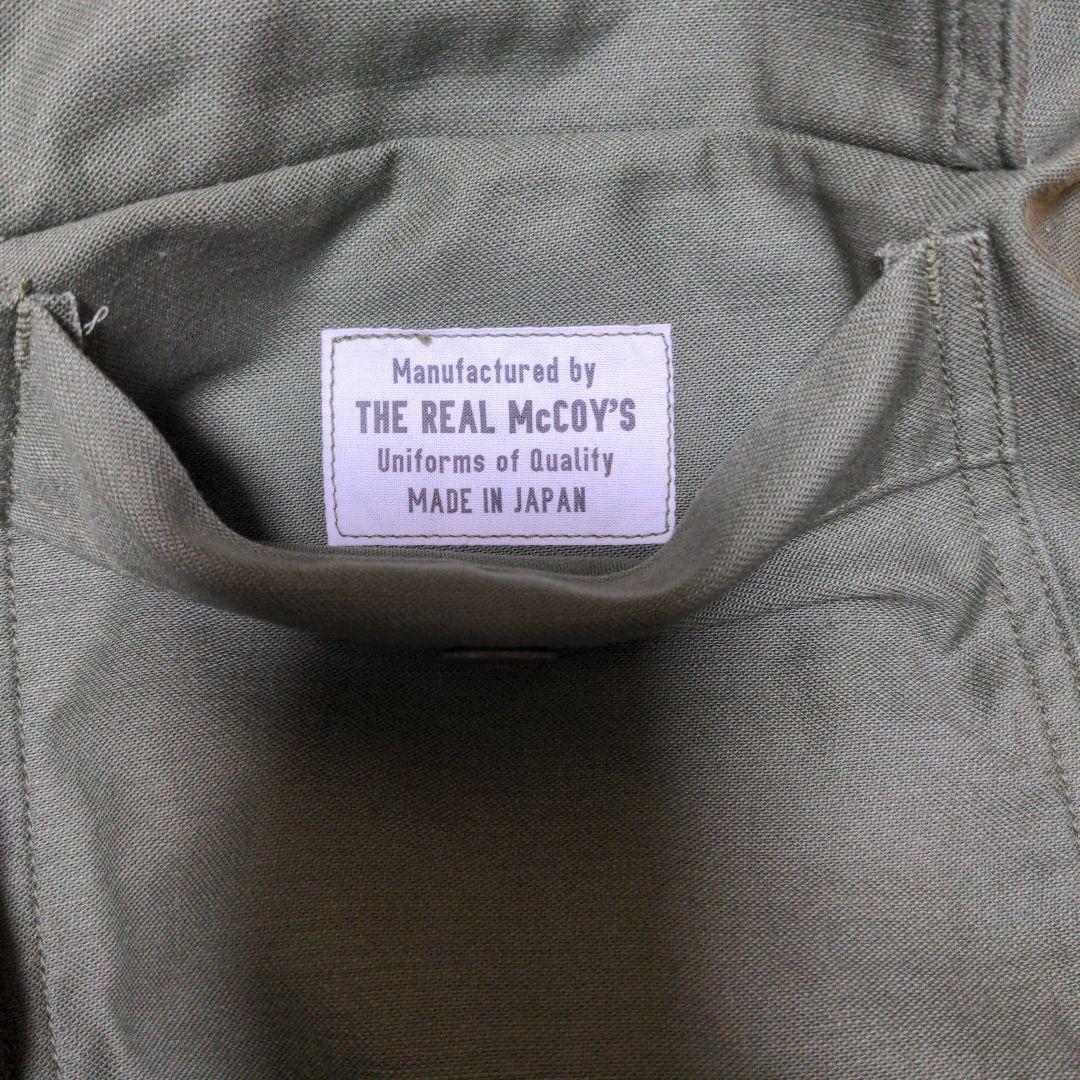 Manufactured by
THE REAL McCOY'S
Uniforms of Quality
MADE IN JAPAN